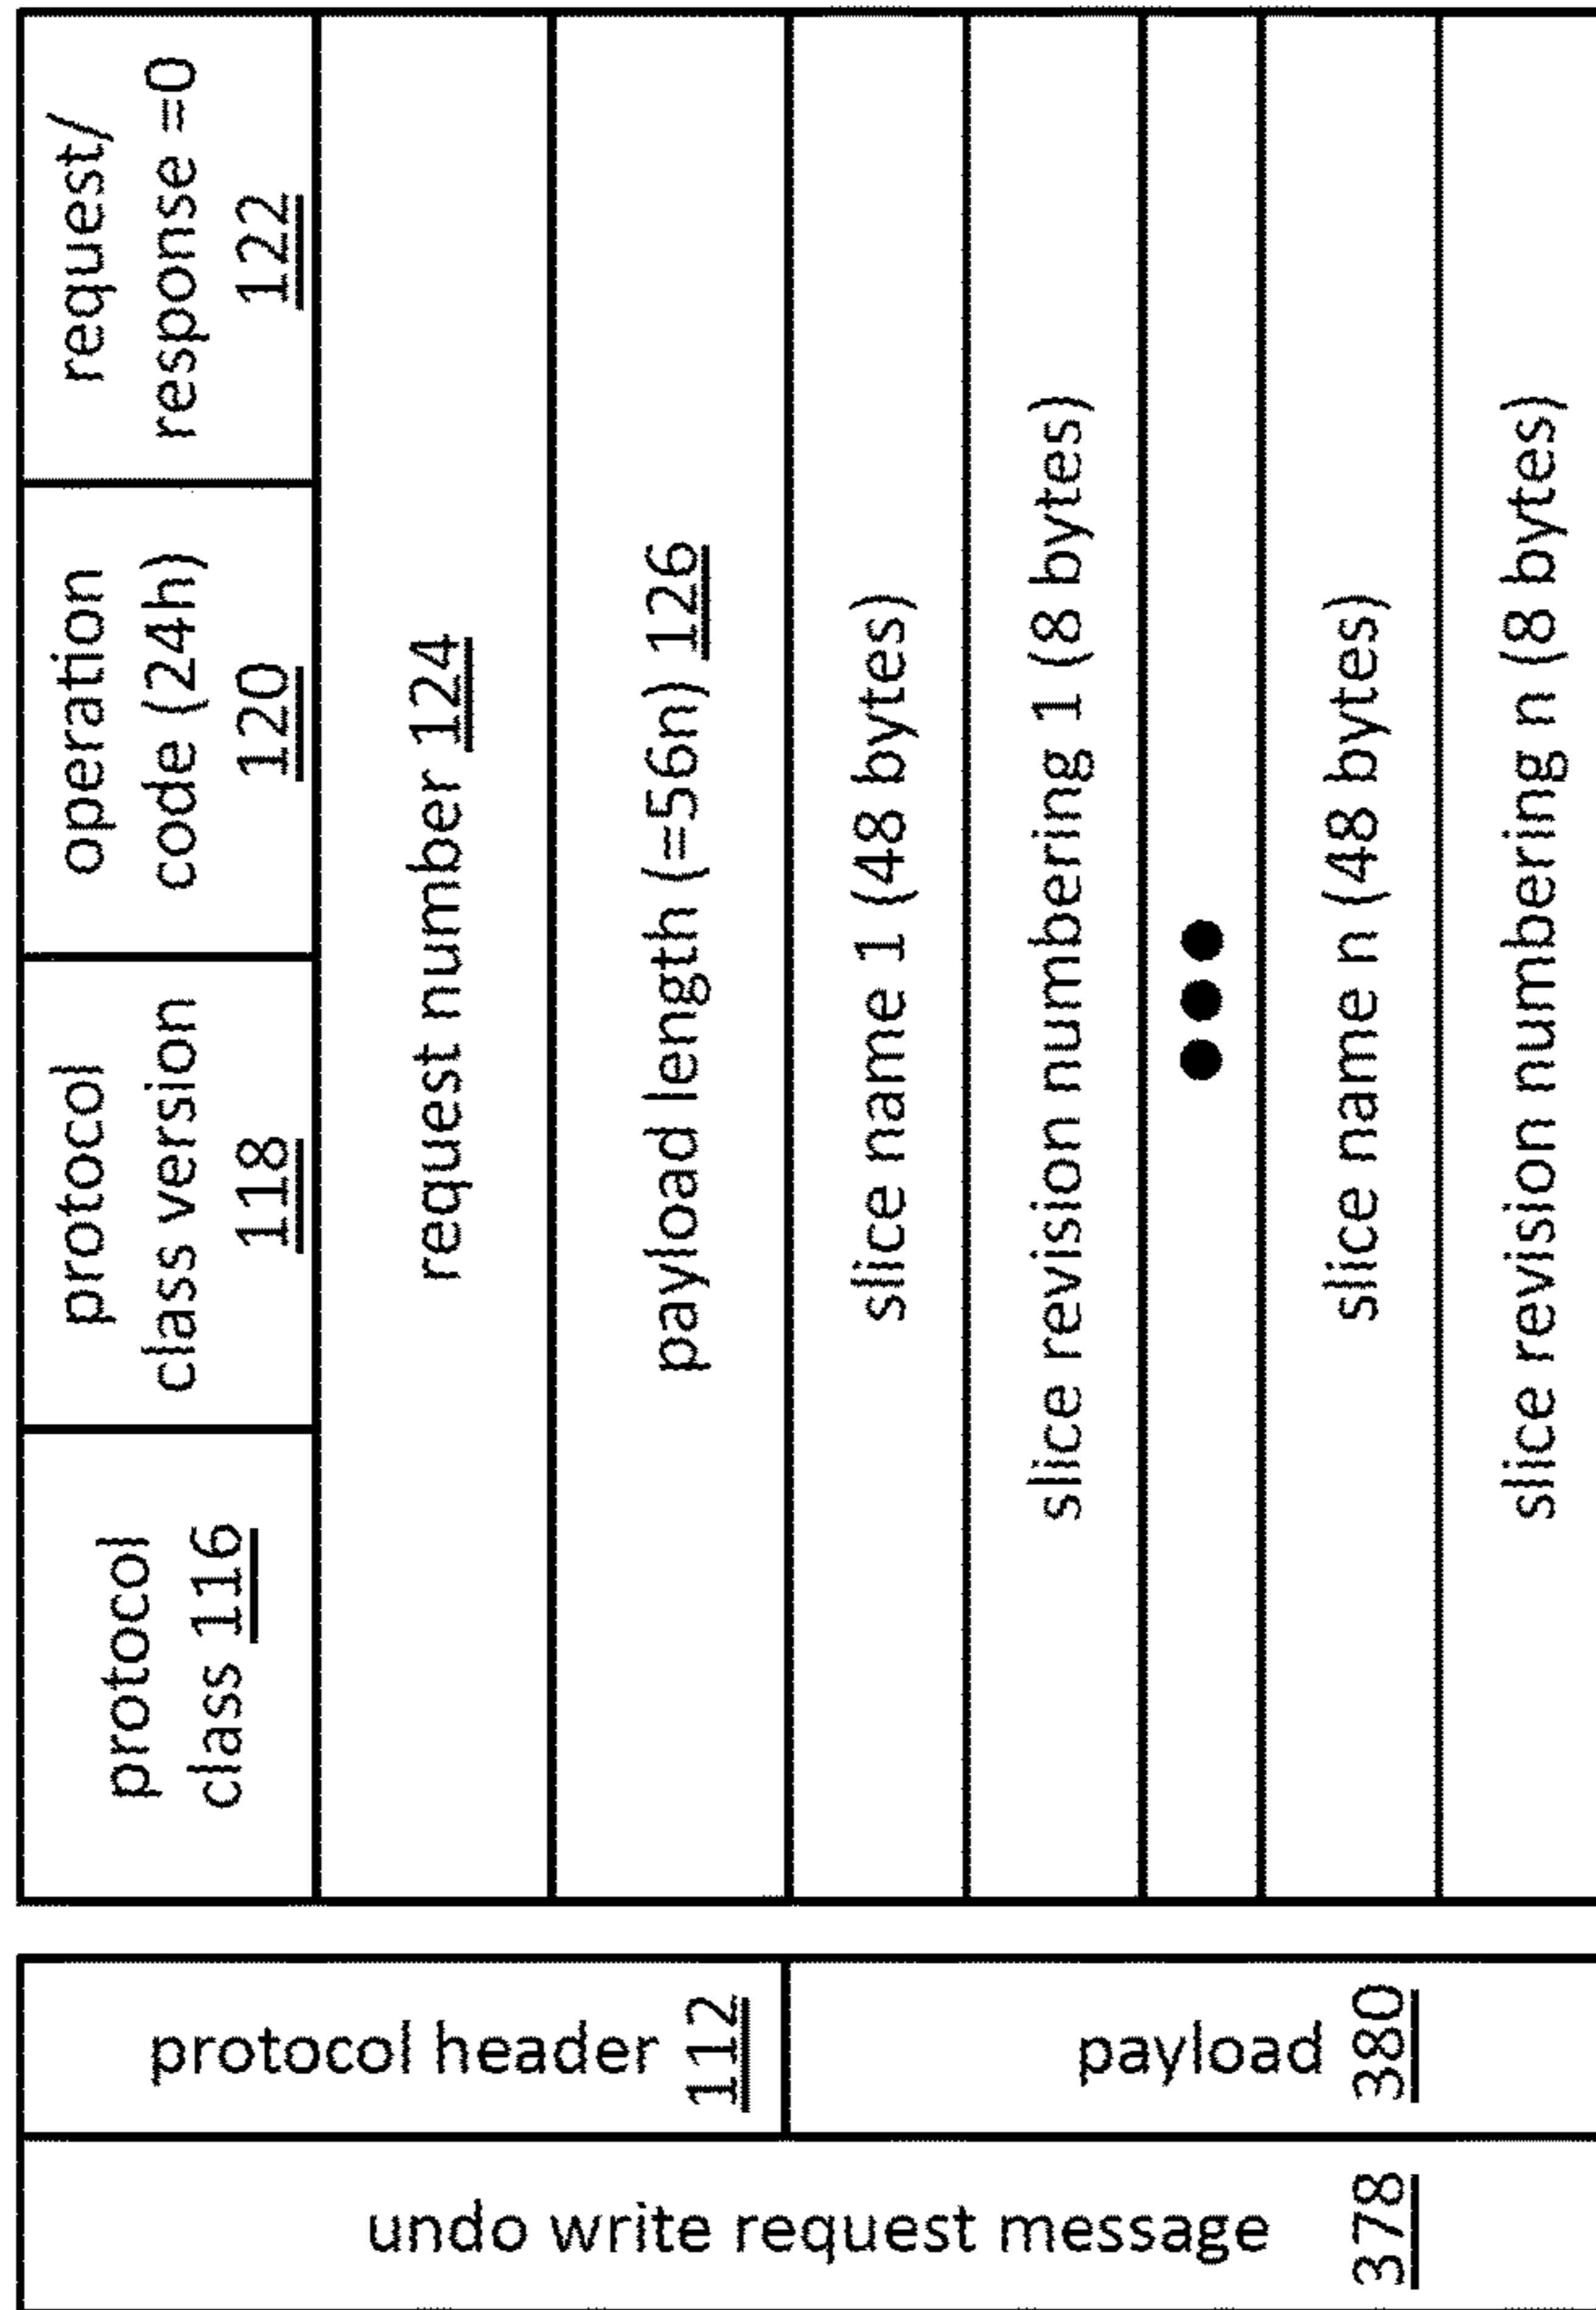 undo write request message
378
protocol header 112
payload
380
protocol
class 116
protocol
class version
118
operation
code (24h)
120
request/
response =0
122
request number 124
payload length (=56n) 126
slice name 1 (48 bytes)
slice revision numbering 1 (8 bytes)
●●●
slice name n (48 bytes)
slice revision numbering n (8 bytes)